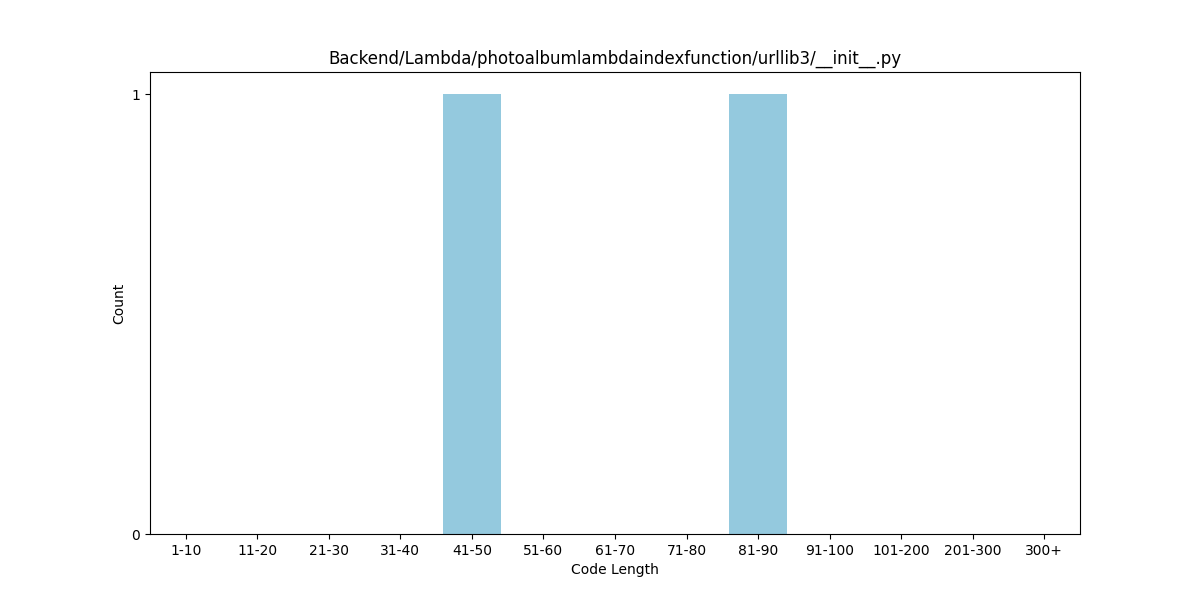 Backend/Lambda/photoalbumlambdaindexfunction/urllib3/__init__.py
Count
1
0
1-10 11-20 21-30 31-40 41-50 51-60 61-70 71-80 81-90 91-100 101-200 201-300 300+
Code Length